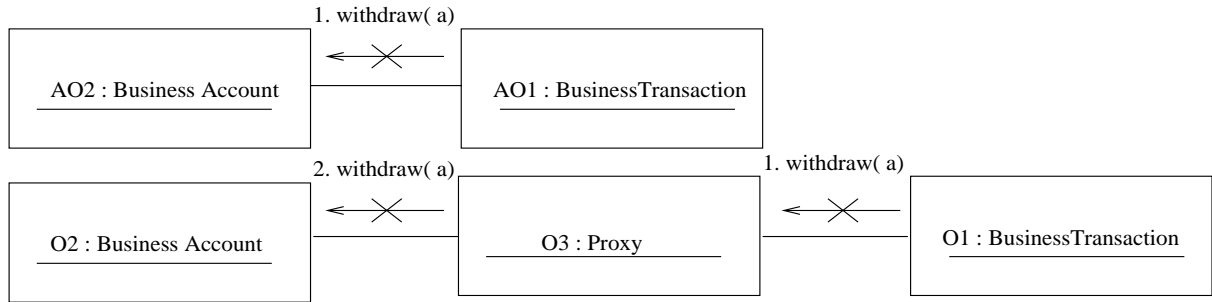 1. withdraw( a)
AO2 : Business Account
AO1 : BusinessTransaction
2. withdraw( a)
1. withdraw( a)
O2 : Business Account
O3 : Proxy
O1 : BusinessTransaction